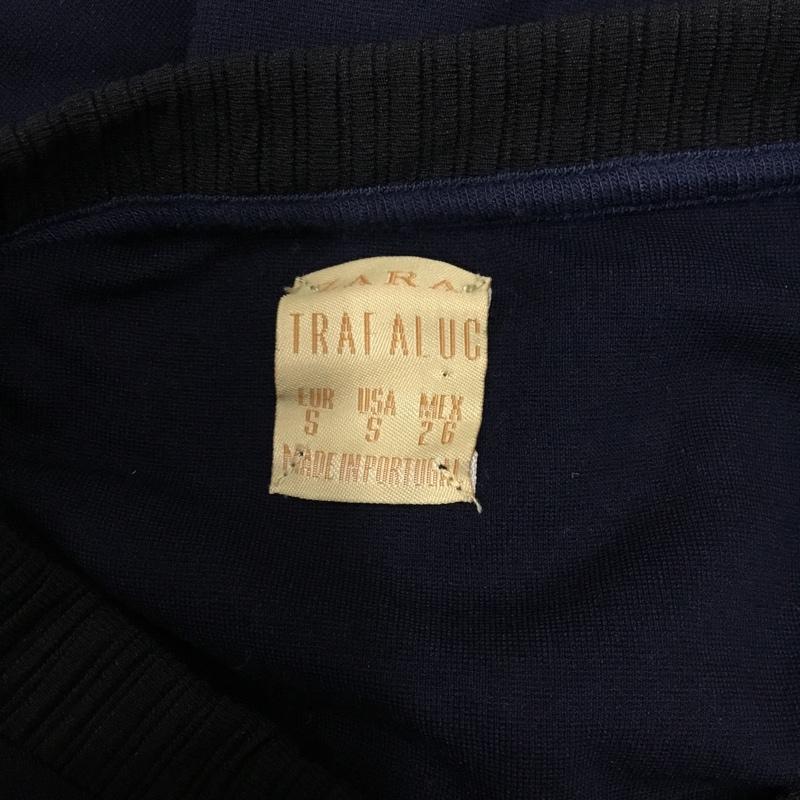 ZARA
TRAFALUC
EUR USA MEX
S S 26
MADE IN PORTUGAL